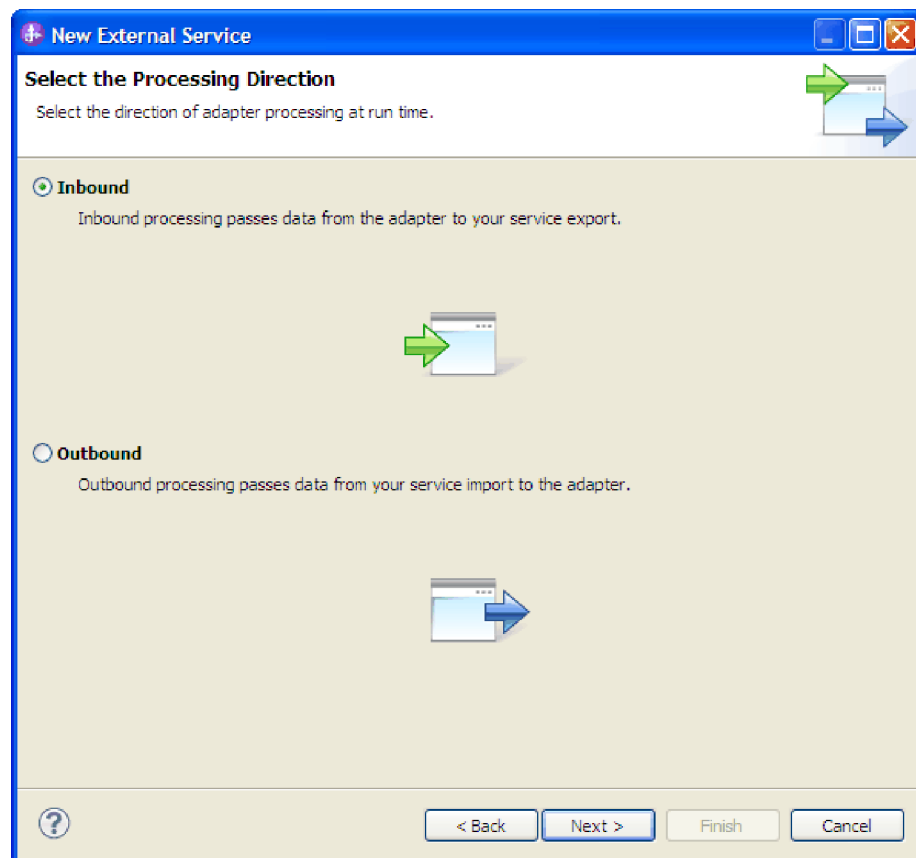 New External Service
Select the Processing Direction
Select the direction of adapter processing at run time.
Inbound
Inbound processing passes data from the adapter to your service export.
Outbound
Outbound processing passes data from your service import to the adapter.
?
< Back
Next >
Finish
Cancel